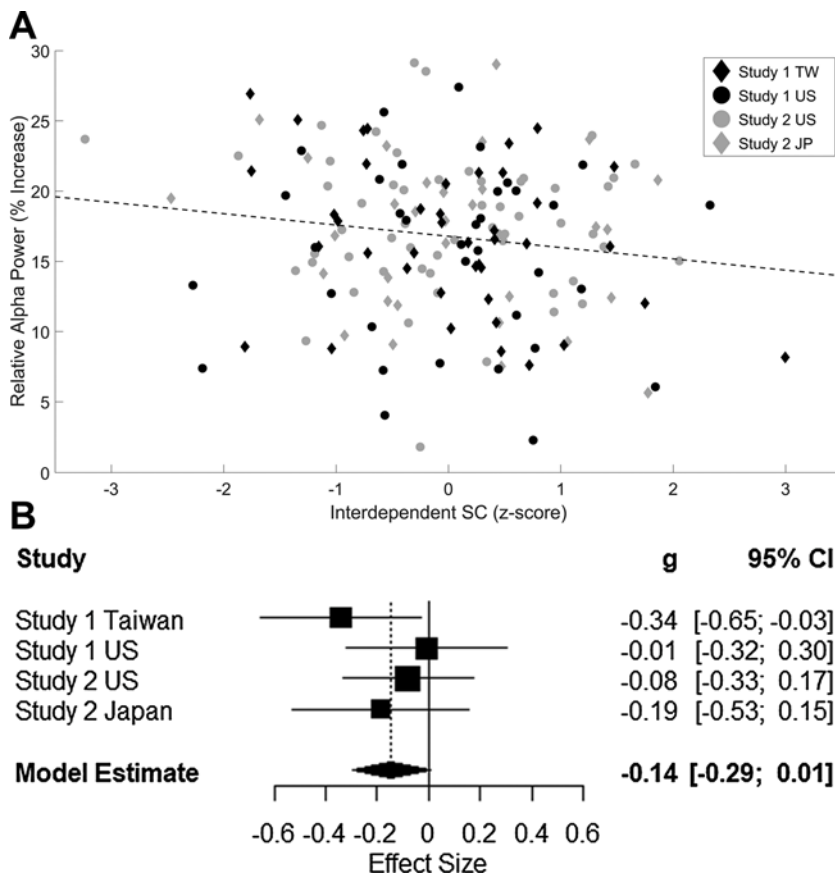 A
30
25
20
15
10
5
0
Relative Alpha Power (% Increase)
Study 1 TW
Study 1 US
Study 2 US
Study 2 JP
-3 -2 -1 0 1 2 3
Interdependent SC (z-score)
B
Study g 95% CI
Study 1 Taiwan -0.34 [-0.65; -0.03]
Study 1 US -0.01 [-0.32; 0.30]
Study 2 US -0.08 [-0.33; 0.17]
Study 2 Japan -0.19 [-0.53; 0.15]
Model Estimate -0.14 [-0.29; 0.01]
-0.6 -0.4 -0.2 0 0.2 0.4 0.6
Effect Size